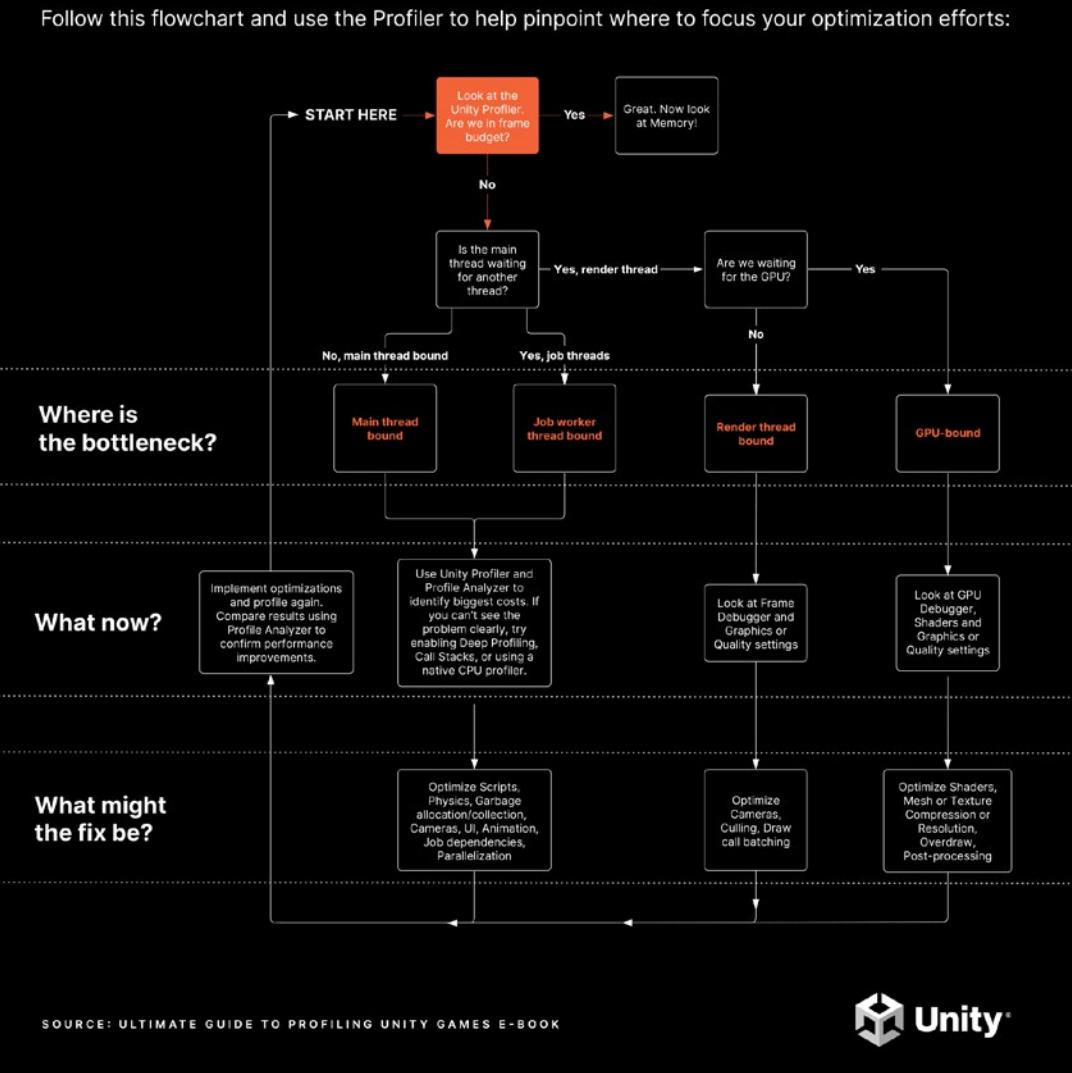 Follow this flowchart and use the Profiler to help pinpoint where to focus your optimization efforts:
START HERE
Look at the
Unity Profiler.
Are we in frame
budget?
Yes
Great. Now look
at Memory!
No
Is the main
thread waiting
for another
thread?
Yes, render thread
Are we waiting
for the GPU?
Yes
No
No, main thread bound
Yes, job threads
Where is
the bottleneck?
Main thread
bound
Job worker
thread bound
Render thread
bound
GPU-bound
What now?
Implement optimizations
and profile again.
Compare results using
Profile Analyzer to
confirm performance
improvements.
Use Unity Profiler and
Profile Analyzer to
identify biggest costs. If
you can't see the
problem clearly, try
enabling Deep Profiling,
Call Stacks, or using a
native CPU profiler.
Look at Frame
Debugger and
Graphics or
Quality settings
Look at GPU
Debugger,
Shaders and
Graphics or
Quality settings
What might
the fix be?
Optimize Scripts,
Physics, Garbage
allocation/collection,
Cameras, UI, Animation,
Job dependencies,
Parallelization
Optimize
Cameras,
Culling, Draw
call batching
Optimize Shaders,
Mesh or Texture
Compression or
Resolution,
Overdraw,
Post-processing
SOURCE: ULTIMATE GUIDE TO PROFILING UNITY GAMES E-BOOK
Unity®